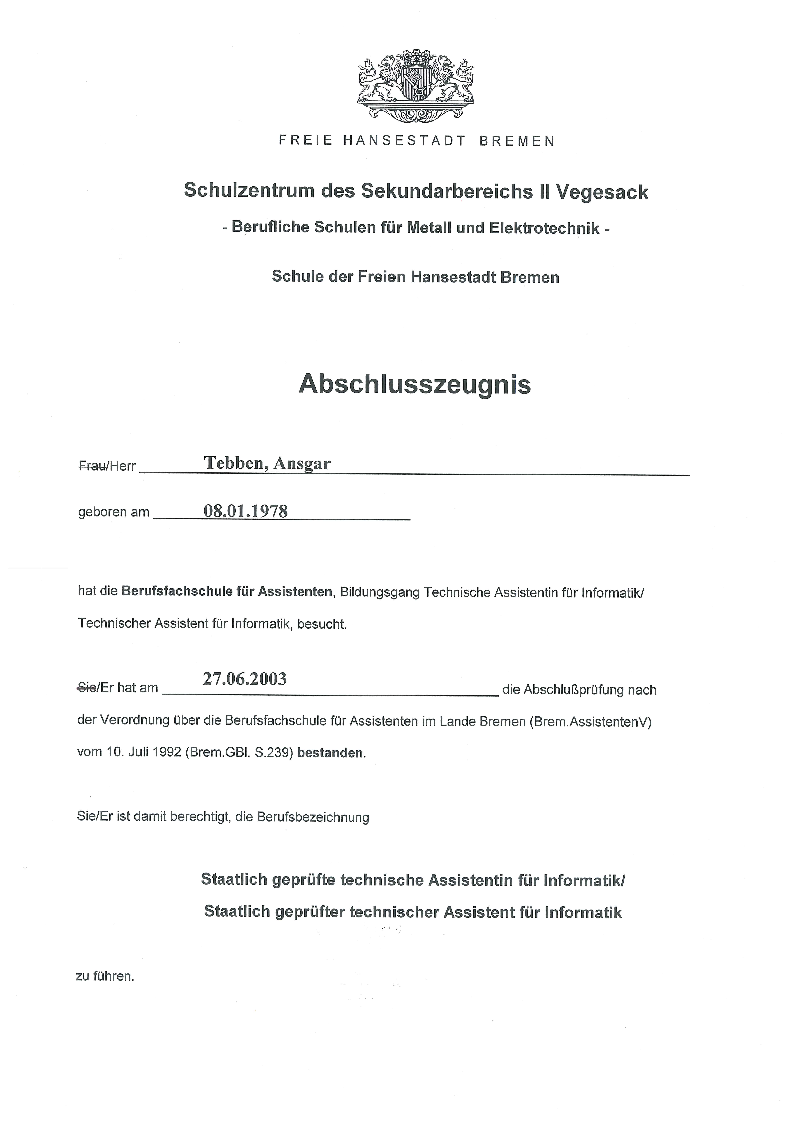 FREIE HANSESTADT BREMEN
Schulzentrum des Sekundarbereichs II Vegesack
- Berufliche Schulen für Metall und Elektrotechnik -
Schule der Freien Hansestadt Bremen
Abschlusszeugnis
Frau/Herr Tebben, Ansgar
geboren am 08.01.1978
hat die Berufsfachschule für Assistenten, Bildungsgang Technische Assistentin für Informatik/
Technischer Assistent für Informatik, besucht.
Sie/Er hat am 27.06.2003 die Abschlußprüfung nach
der Verordnung über die Berufsfachschule für Assistenten im Lande Bremen (Brem.AssistentenV)
vom 10. Juli 1992 (Brem.GBl. S.239) bestanden.
Sie/Er ist damit berechtigt, die Berufsbezeichnung
Staatlich geprüfte technische Assistentin für Informatik/
Staatlich geprüfter technischer Assistent für Informatik
zu führen.